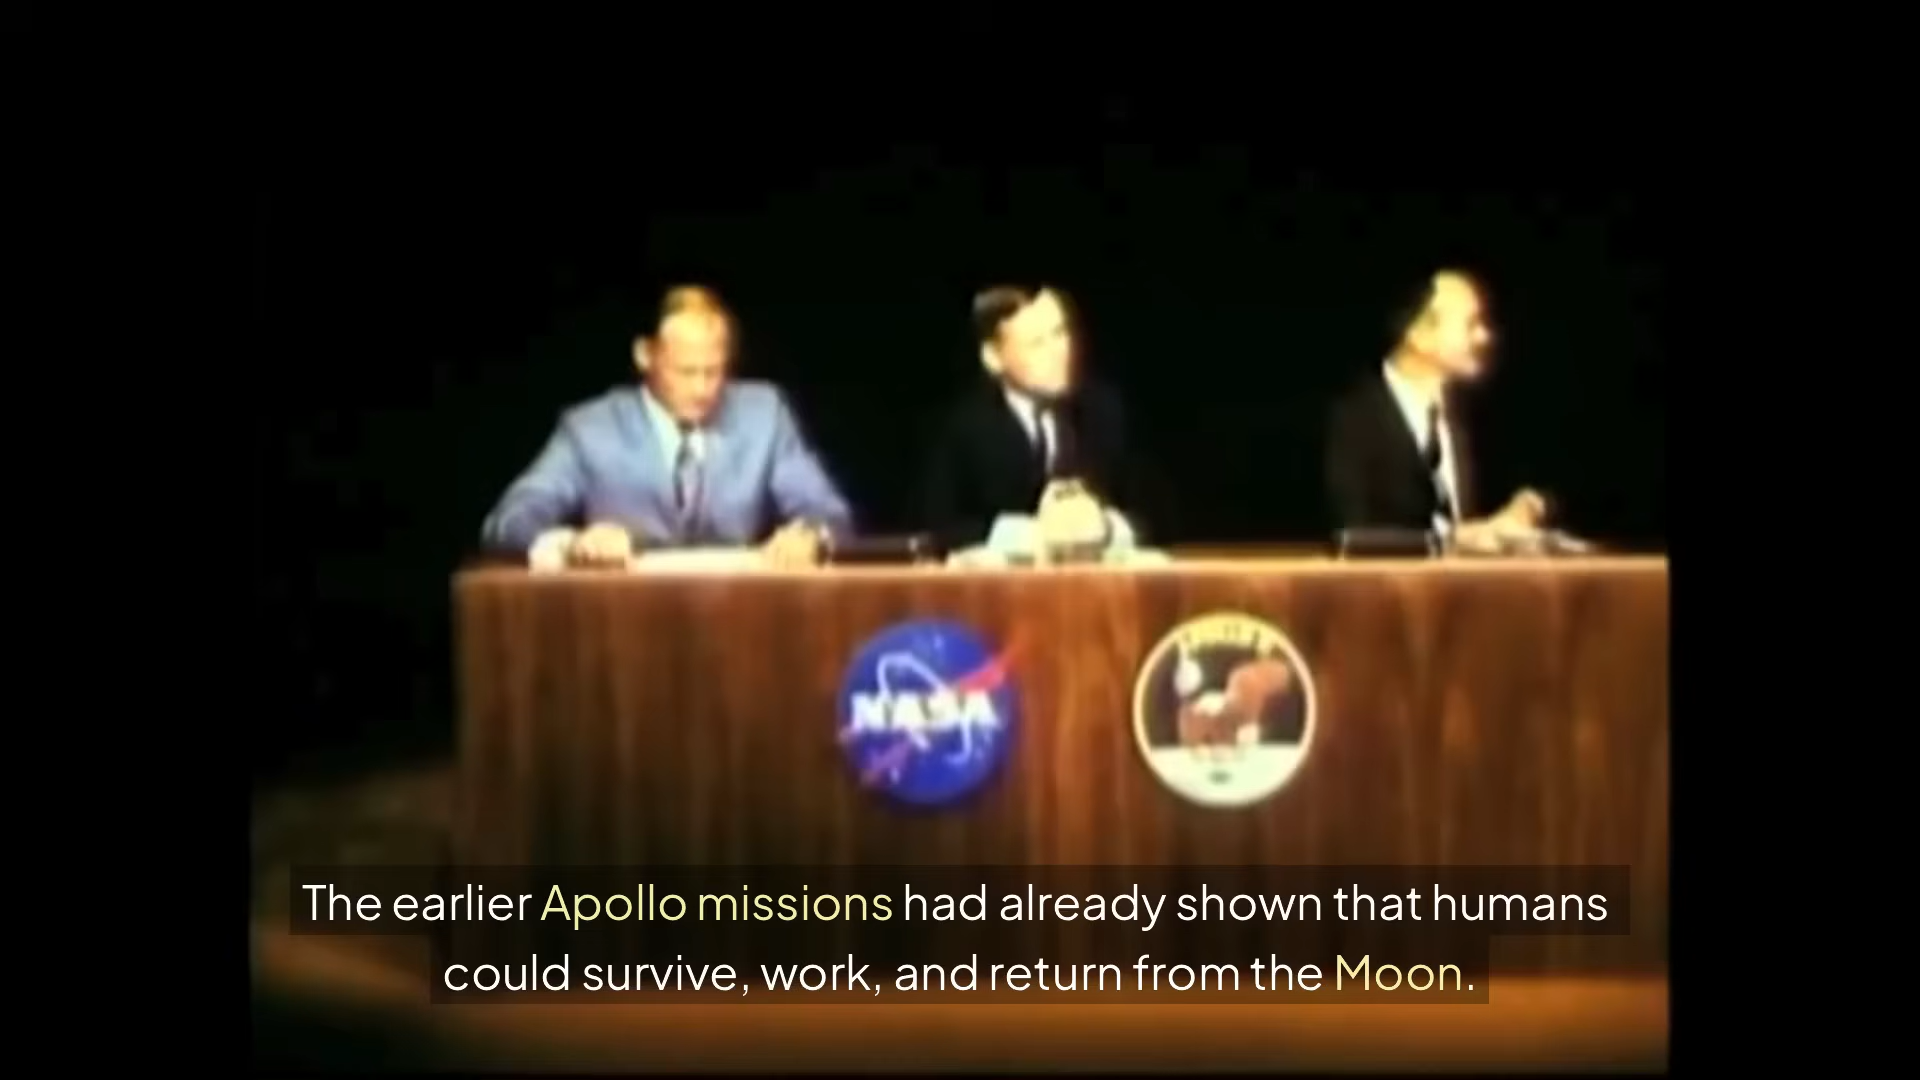 NASA
The earlier Apollo missions had already shown that humans
could survive, work, and return from the Moon.